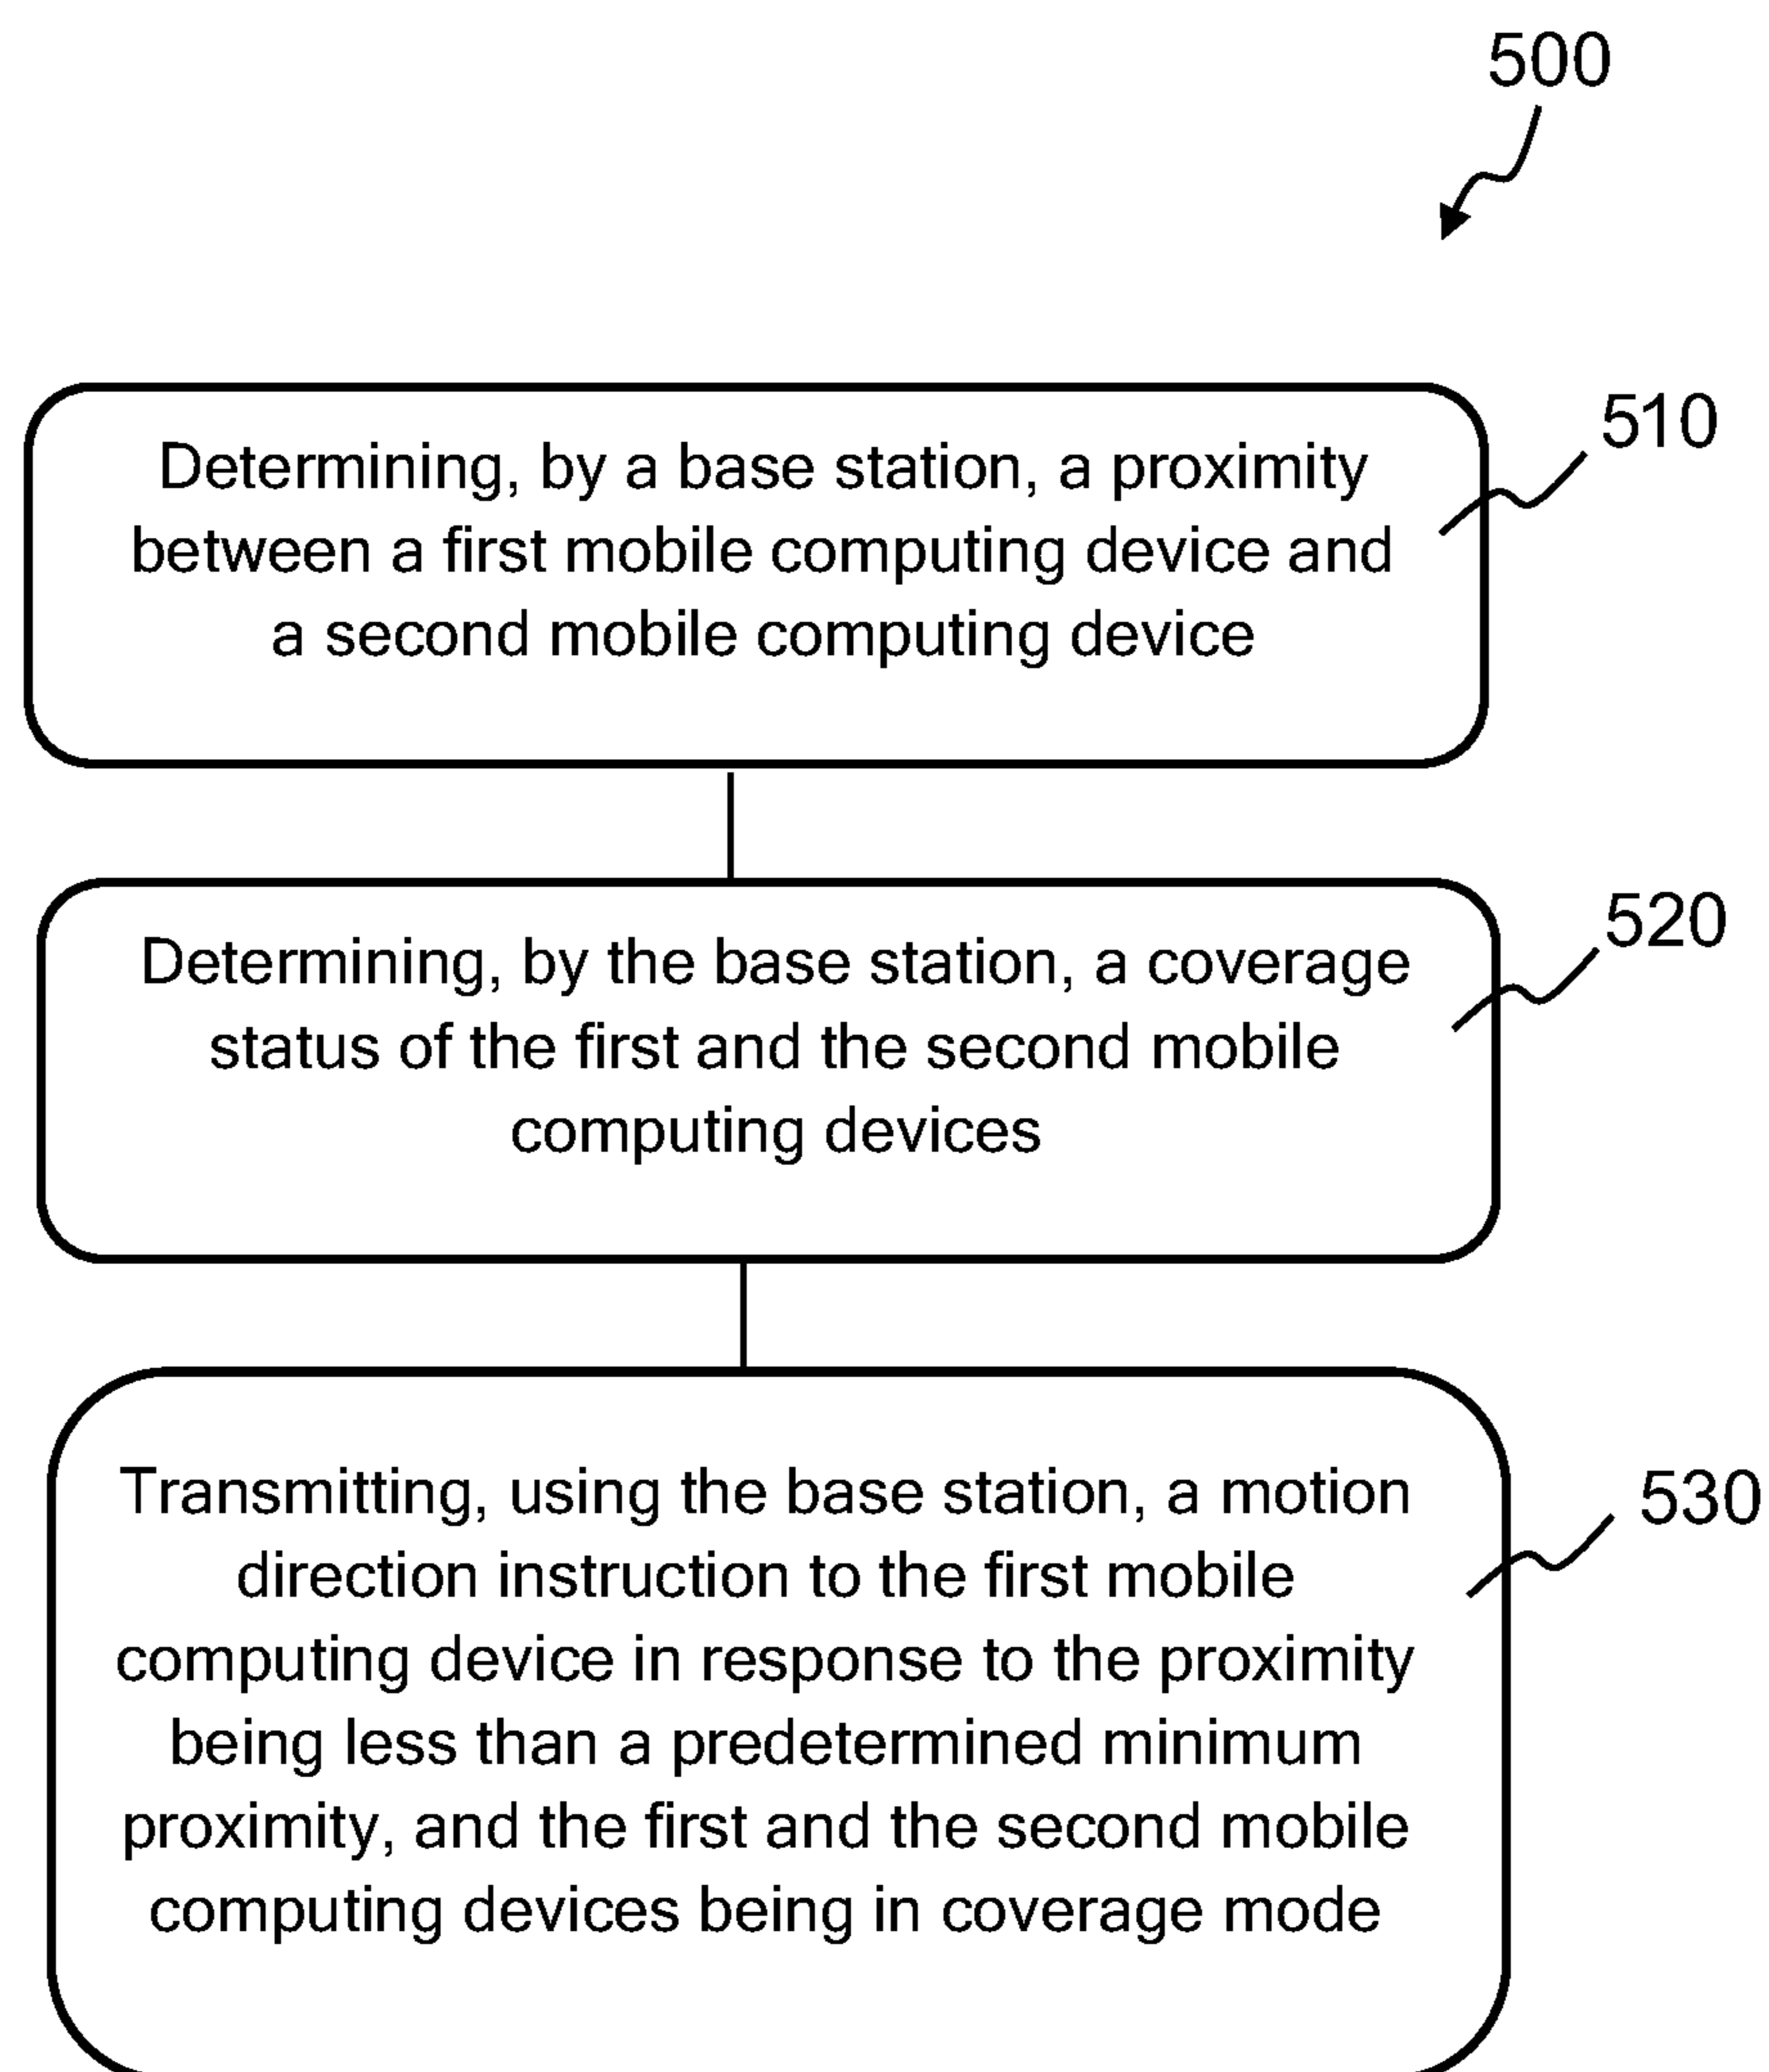 500
510
Determining, by a base station, a proximity
between a first mobile computing device and
a second mobile computing device
520
Determining, by the base station, a coverage
status of the first and the second mobile
computing devices
530
Transmitting, using the base station, a motion
direction instruction to the first mobile
computing device in response to the proximity
being less than a predetermined minimum
proximity, and the first and the second mobile
computing devices being in coverage mode